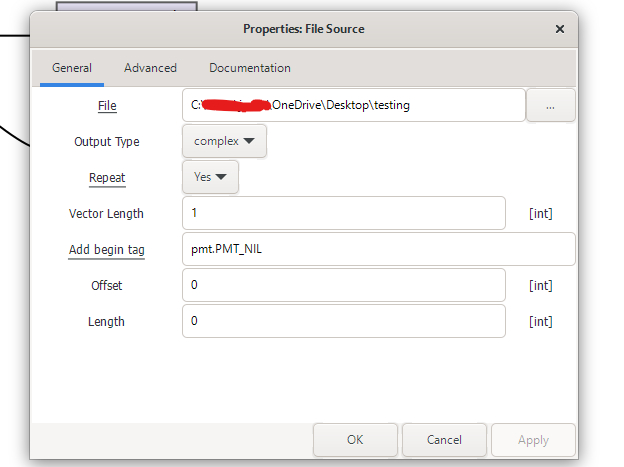 Properties: File Source
General Advanced Documentation
File C:\ \OneDrive\Desktop\testing ...
Output Type complex
Repeat Yes
Vector Length 1 [int]
Add begin tag pmt.PMT_NIL
Offset 0 [int]
Length 0 [int]
OK Cancel Apply